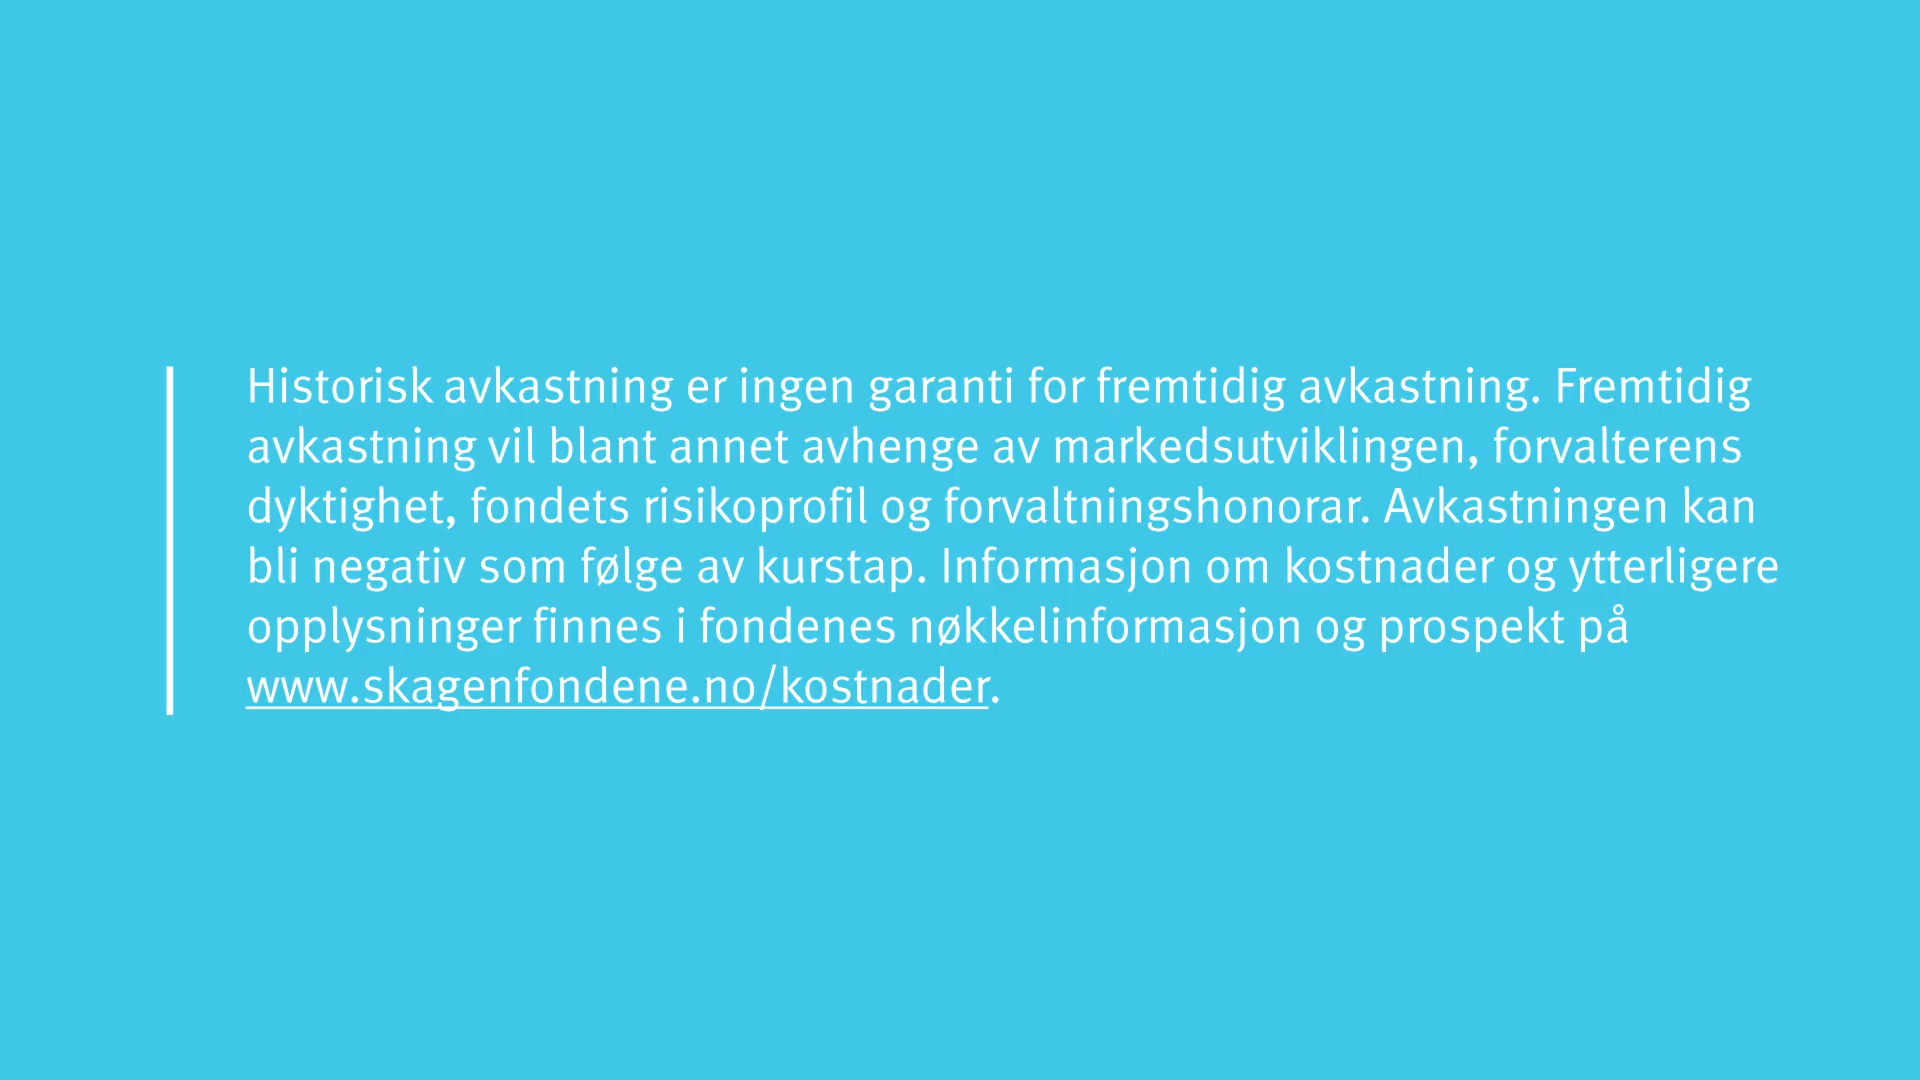 Historisk avkastning er ingen garanti for fremtidig avkastning. Fremtidig
avkastning vil blant annet avhenge av markedsutviklingen, forvalterens
dyktighet, fondets risikoprofil og forvaltningshonorar. Avkastningen kan
bli negativ som følge av kurstap. Informasjon om kostnader og ytterligere
opplysninger finnes i fondenes nøkkelinformasjon og prospekt på
www.skagenfondene.no/kostnader.